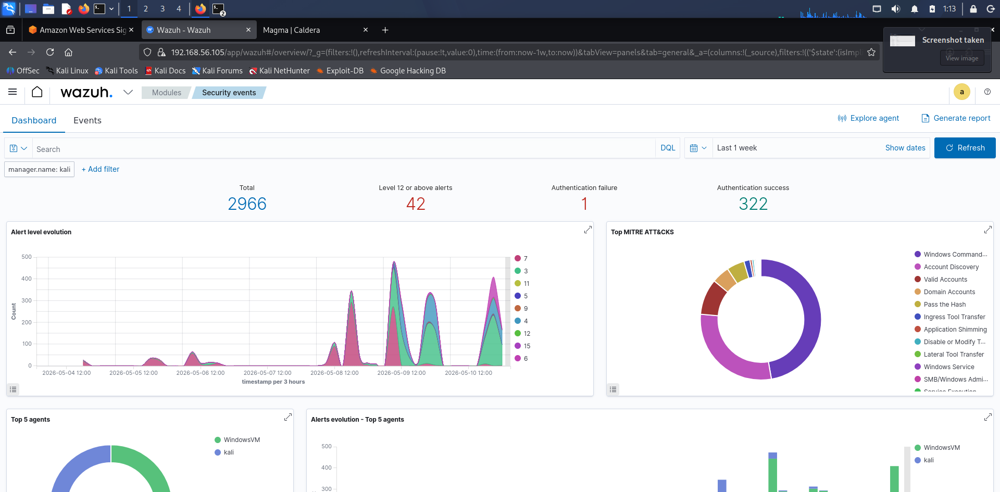 1 2 3 4 2 1:13
Amazon Web Services Sig Wazuh - Wazuh Magma | Caldera
Screenshot taken
View image
192.168.56.105/app/wazuh#/overview/?_g=(filters:!(),refreshInterval:(pause:!t,value:0),time:(from:now-1w,to:now))&tabView=panels&tab=general&_a=(columns:!(_source),filters:!(('$state':(isImpl
OffSec Kali Linux Kali Tools Kali Docs Kali Forums Kali NetHunter Exploit-DB Google Hacking DB
wazuh. Modules Security events a
Dashboard Events Explore agent Generate report
Search DQL Last 1 week Show dates Refresh
manager.name: kali + Add filter
Total Level 12 or above alerts Authentication failure Authentication success
2966 42 1 322
Alert level evolution
500
400
300
200
100
0
Count
2026-05-04 12:00 2026-05-05 12:00 2026-05-06 12:00 2026-05-07 12:00 2026-05-08 12:00 2026-05-09 12:00 2026-05-10 12:00
timestamp per 3 hours
7
3
11
5
9
4
12
15
6
Top MITRE ATT&CKS
Windows Command...
Account Discovery
Valid Accounts
Domain Accounts
Pass the Hash
Ingress Tool Transfer
Application Shimming
Disable or Modify T...
Lateral Tool Transfer
Windows Service
SMB/Windows Admi...
Service Execution
Top 5 agents
WindowsVM
kali
Alerts evolution - Top 5 agents
500
400
300
WindowsVM
kali